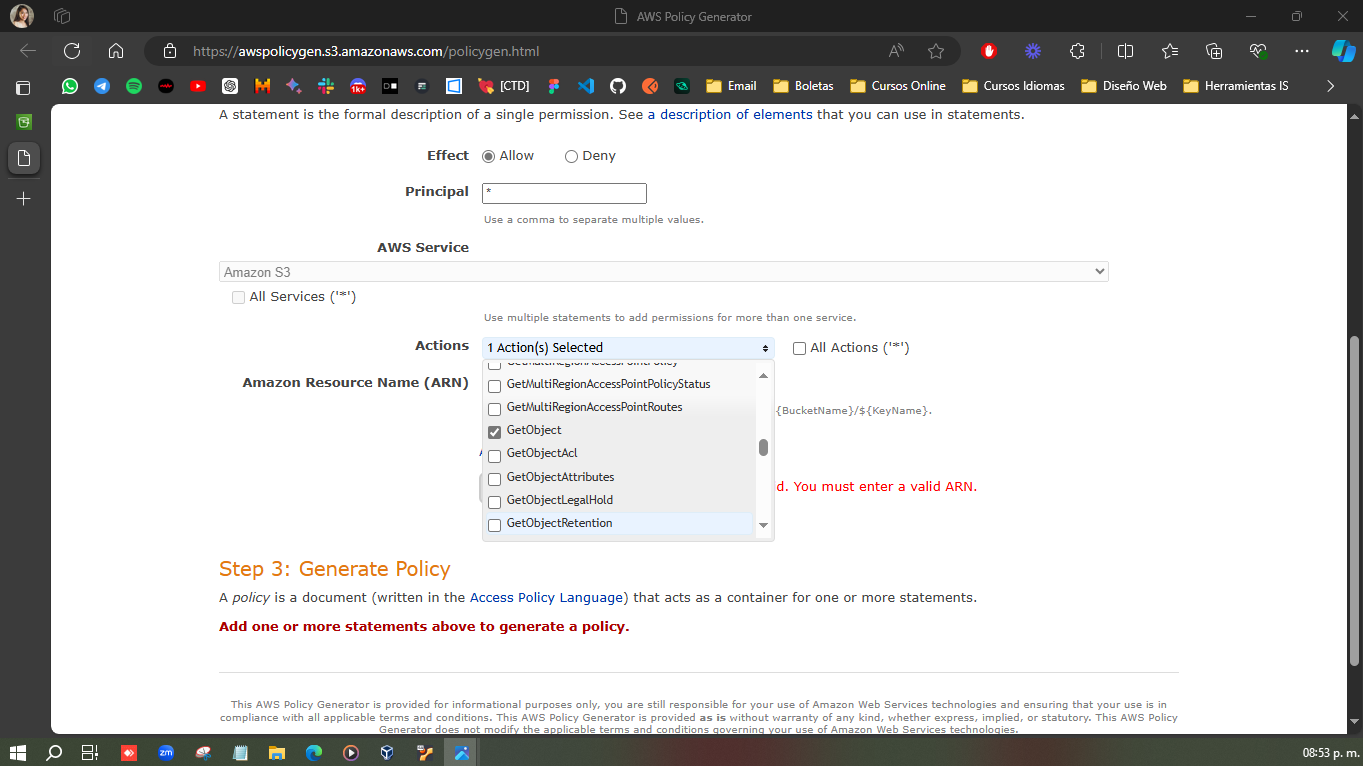 AWS Policy Generator
https://awspolicygen.s3.amazonaws.com/policygen.html
1k+
[CTD]
Email
Boletas
Cursos Online
Cursos Idiomas
Diseño Web
Herramientas IS
A statement is the formal description of a single permission. See a description of elements that you can use in statements.
Effect
Allow
Deny
Principal
*
Use a comma to separate multiple values.
AWS Service
Amazon S3
All Services ('*')
Use multiple statements to add permissions for more than one service.
Actions
1 Action(s) Selected
All Actions ('*')
GetMultiRegionAccessPointPolicy
GetMultiRegionAccessPointPolicyStatus
Amazon Resource Name (ARN)
GetMultiRegionAccessPointRoutes
{BucketName}/${KeyName}.
GetObject
GetObjectAcl
GetObjectAttributes
d. You must enter a valid ARN.
GetObjectLegalHold
GetObjectRetention
Step 3: Generate Policy
A policy is a document (written in the Access Policy Language) that acts as a container for one or more statements.
Add one or more statements above to generate a policy.
This AWS Policy Generator is provided for informational purposes only, you are still responsible for your use of Amazon Web Services technologies and ensuring that your use is in
compliance with all applicable terms and conditions. This AWS Policy Generator is provided as is without warranty of any kind, whether express, implied, or statutory. This AWS Policy
Generator does not modify the applicable terms and conditions governing your use of Amazon Web Services technologies.
zm
08:53 p. m.